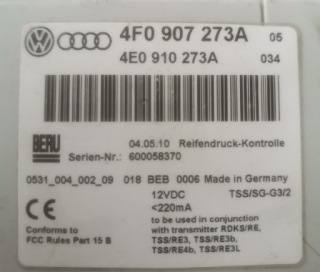 4F0 907 273A 05
4E0 910 273A 034
BERU
04.05.10 Reifendruck-Kontrolle
Serien-Nr.: 600058370
0531_004_002_09 018 BEB 0006 Made in Germany
12VDC TSS/SG-G3/2
<220mA
CE
to be used in conjunction
Conforms to with transmitter RDKS/RE,
FCC Rules Part 15 B TSS/RE3, TSS/RE3b,
TSS/RE4b, TSS/RE3L